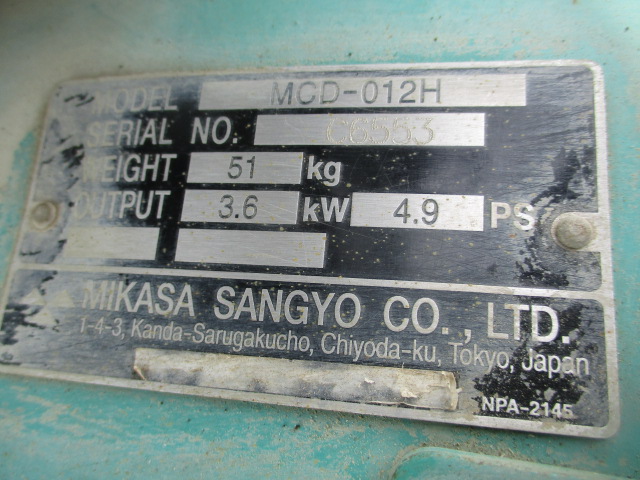 MODEL MCD-012H
SERIAL NO. C6553
WEIGHT 51 kg
OUTPUT 3.6 kW 4.9 PS
MIKASA SANGYO CO., LTD.
1-4-3, Kanda-Sarugakucho, Chiyoda-ku, Tokyo, Japan
NPA-2145